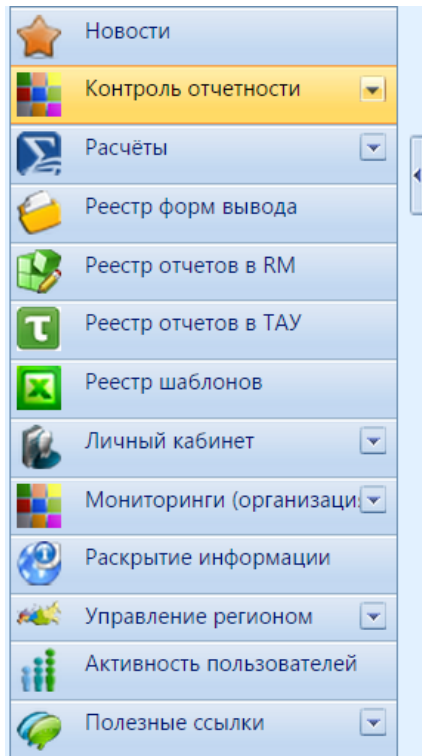 Новости
Контроль отчетности
Расчёты
Реестр форм вывода
Реестр отчетов в RM
τ Реестр отчетов в ТАУ
Реестр шаблонов
Личный кабинет
Мониторинги (организаци
Раскрытие информации
Управление регионом
Активность пользователей
Полезные ссылки